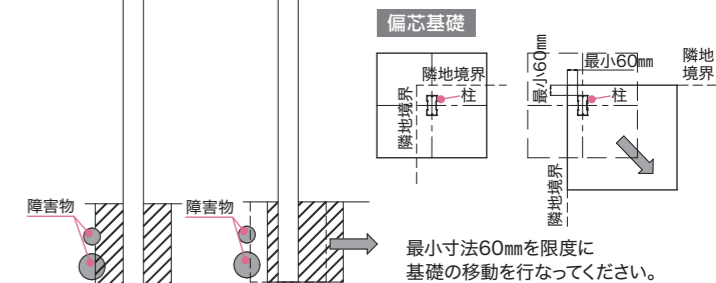 偏芯基礎
隣地境界
柱
隣地境界
最小60㎜
最小60㎜
隣地
境界
柱
隣地境界
障害物
障害物
最小寸法60㎜を限度に
基礎の移動を行なってください。